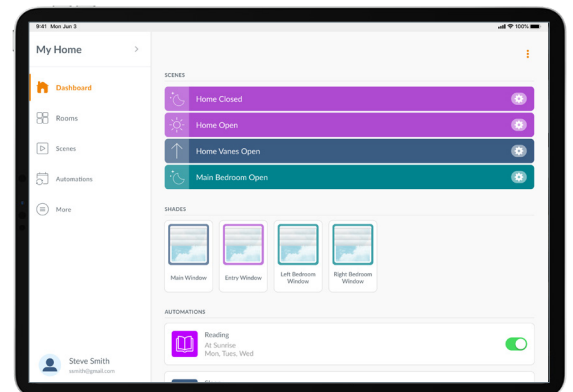 9:41 Mon Jun 3
100%
My Home
Dashboard
Rooms
Scenes
Automations
More
Steve Smith
ssmith@gmail.com
SCENES
Home Closed
Home Open
Home Vanes Open
Main Bedroom Open
SHADES
Main Window
Entry Window
Left Bedroom
Window
Right Bedroom
Window
AUTOMATIONS
Reading
At Sunrise
Mon, Tues, Wed